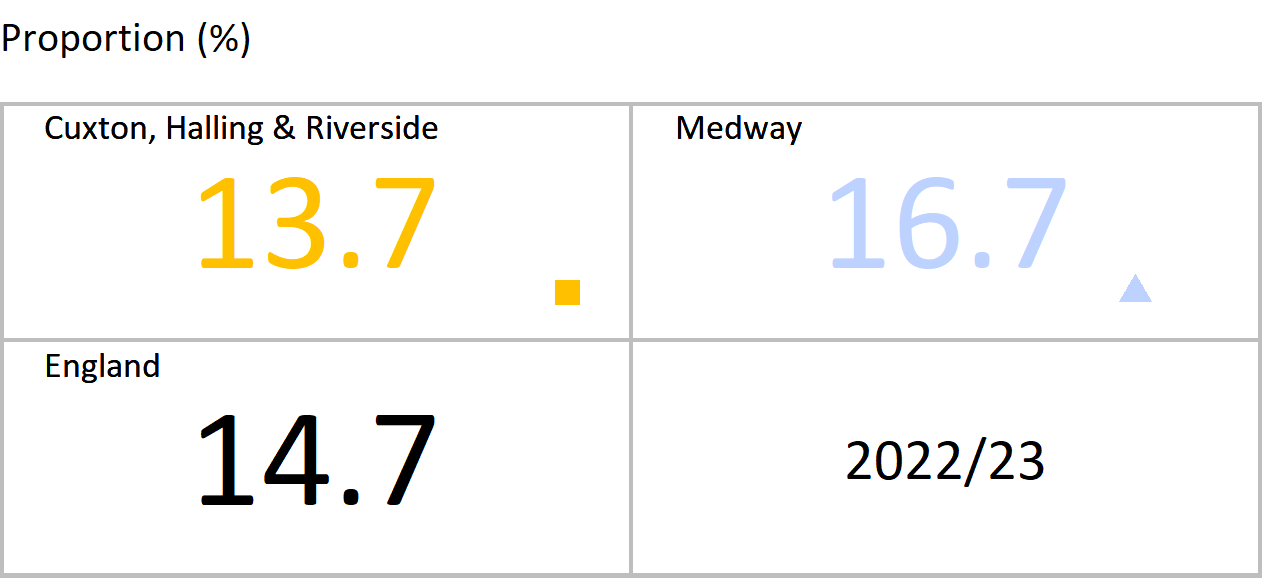 Proportion (%)
Cuxton, Halling & Riverside
13.7
Medway
16.7
England
14.7
2022/23